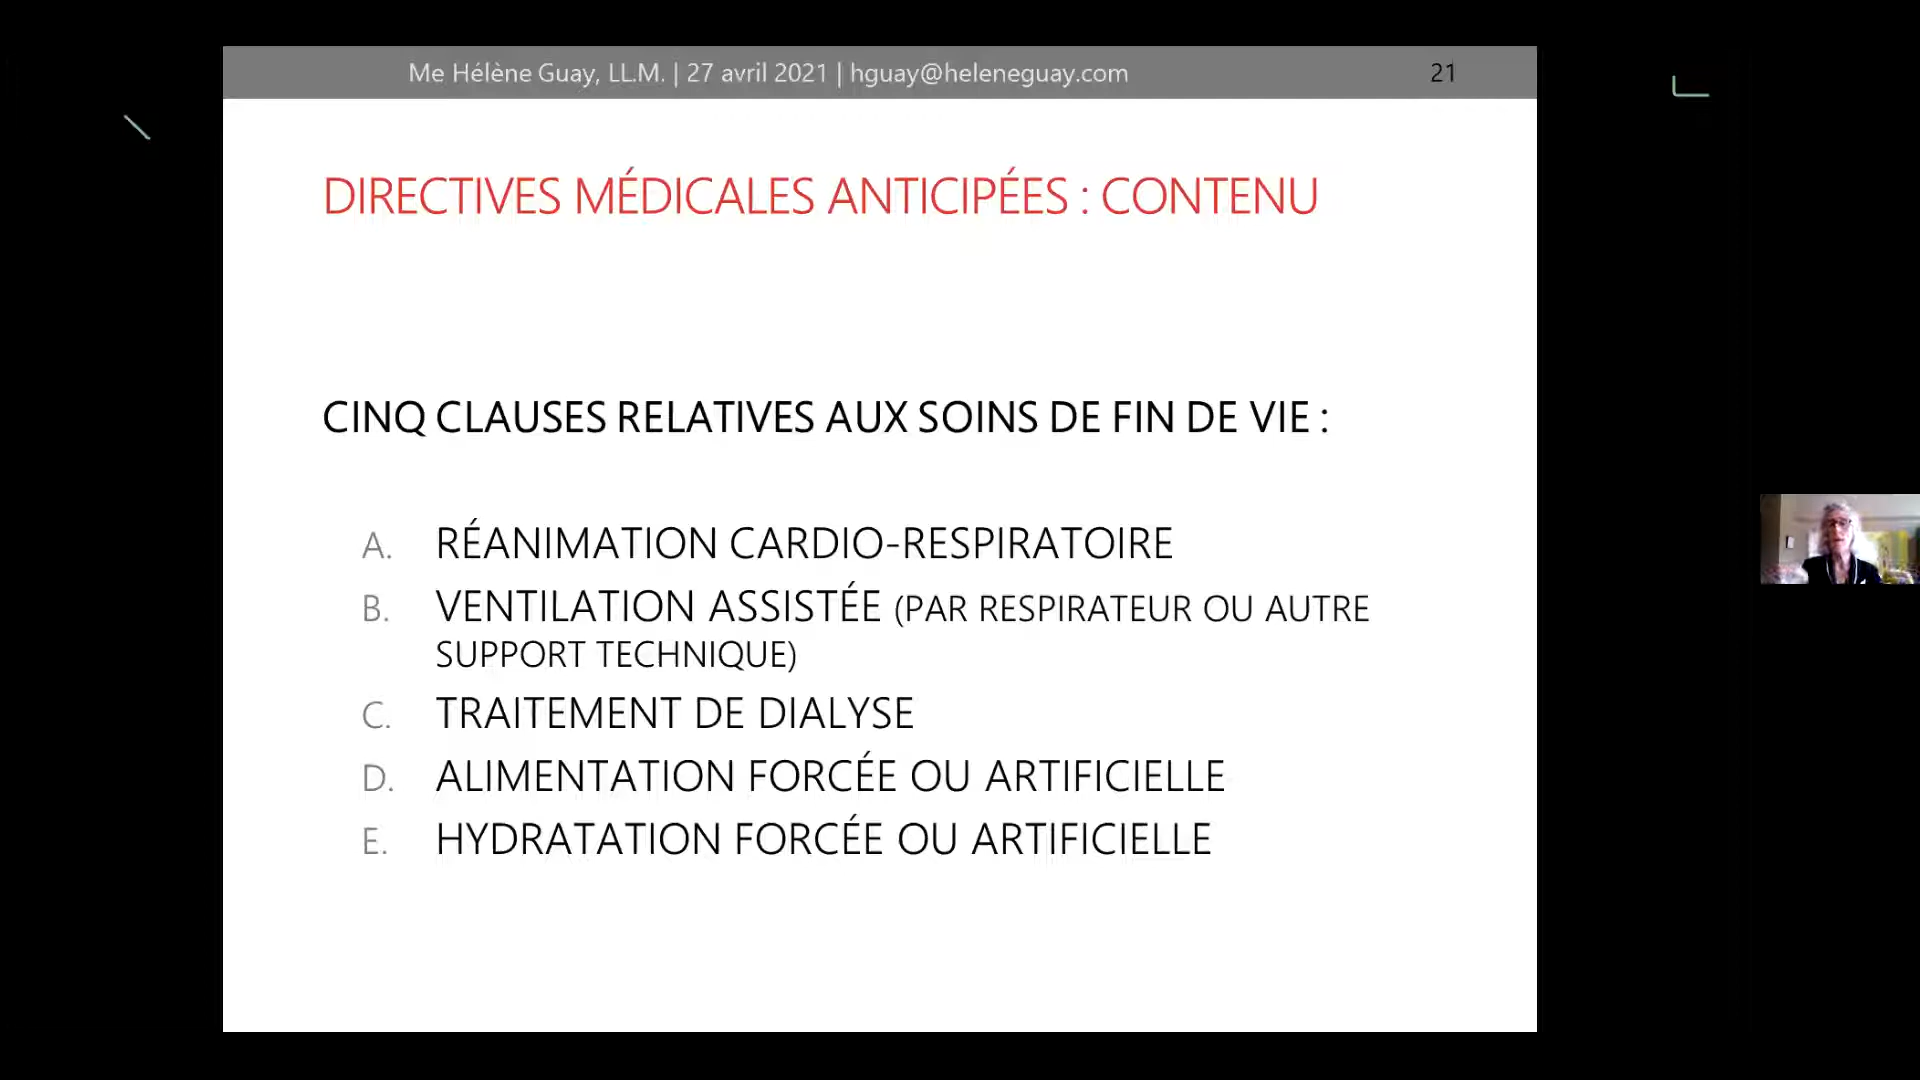 Me Hélène Guay, LL.M. | 27 avril 2021 | hguay@heleneguay.com 21
DIRECTIVES MÉDICALES ANTICIPÉES : CONTENU
CINQ CLAUSES RELATIVES AUX SOINS DE FIN DE VIE :
A. RÉANIMATION CARDIO-RESPIRATOIRE
B. VENTILATION ASSISTÉE (PAR RESPIRATEUR OU AUTRE
SUPPORT TECHNIQUE)
C. TRAITEMENT DE DIALYSE
D. ALIMENTATION FORCÉE OU ARTIFICIELLE
E. HYDRATATION FORCÉE OU ARTIFICIELLE